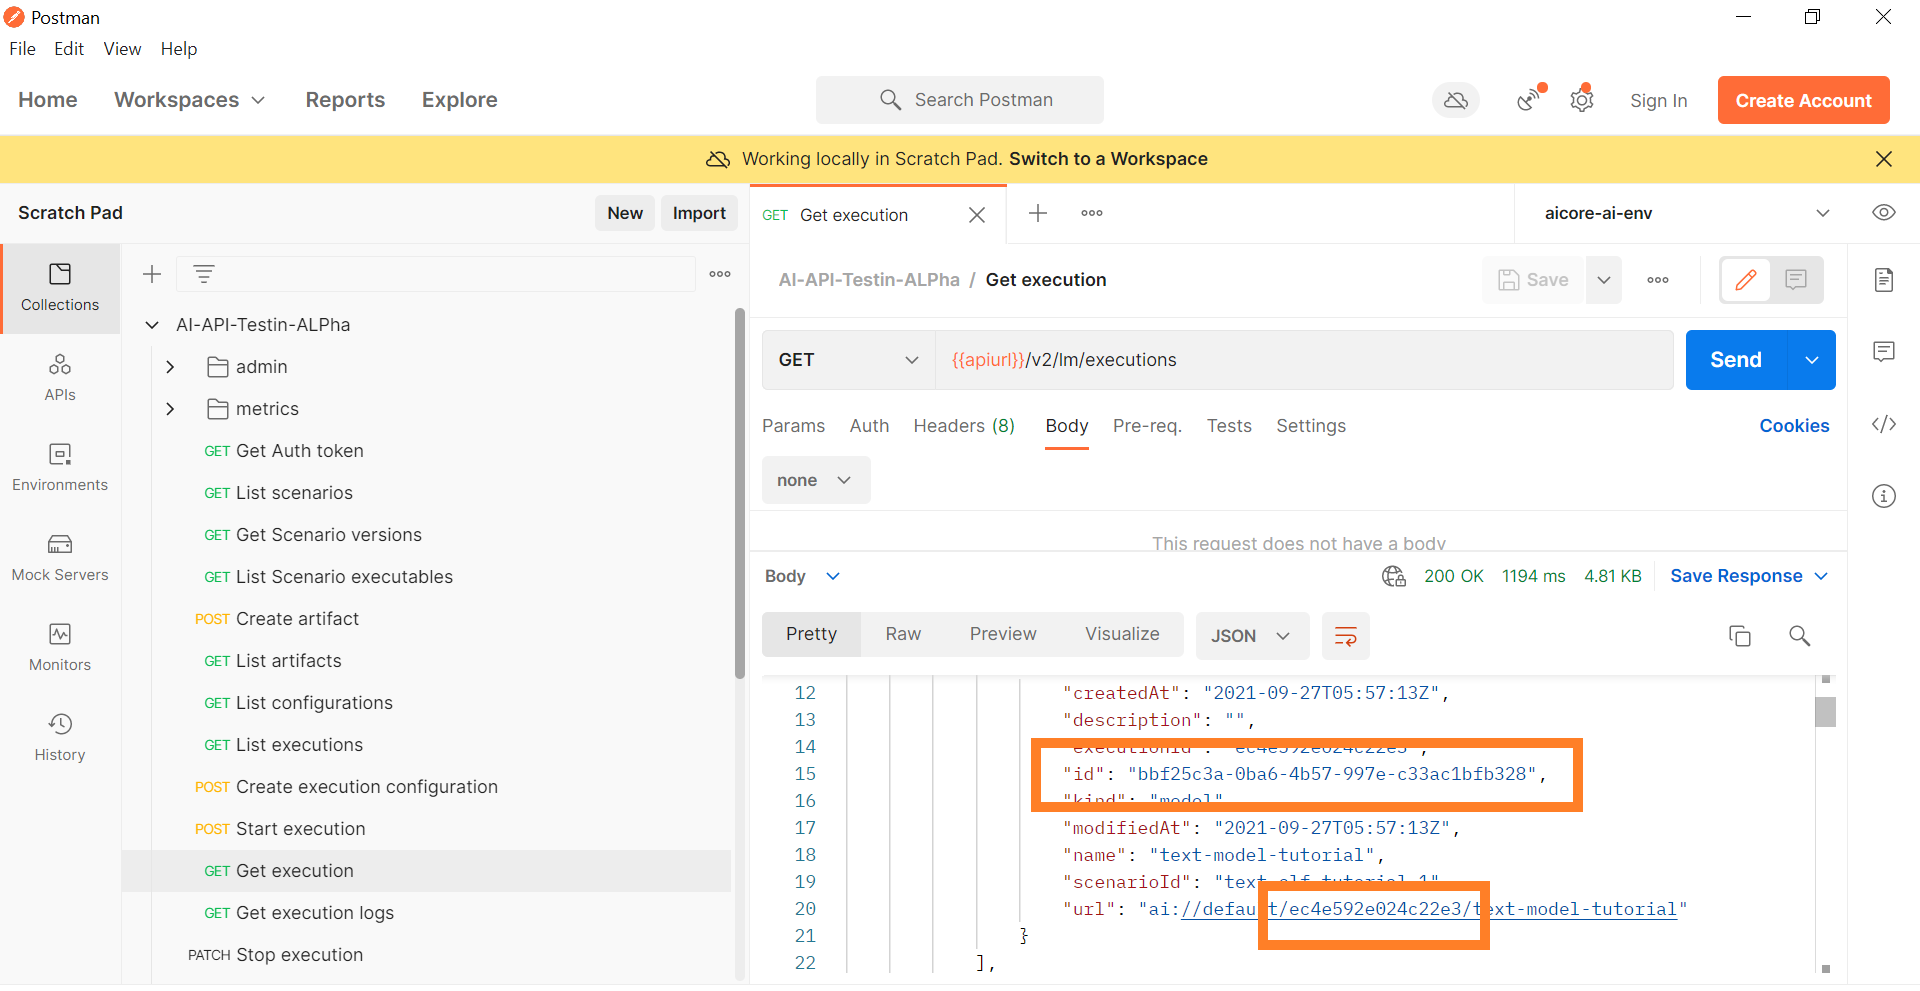 Postman
File Edit View Help
Home Workspaces Reports Explore Search Postman Sign In Create Account
Working locally in Scratch Pad. Switch to a Workspace
Scratch Pad New Import GET Get execution aicore-ai-env
Collections
APIs
Environments
Mock Servers
Monitors
History
AI-API-Testin-ALPha
admin
metrics
GET Get Auth token
GET List scenarios
GET Get Scenario versions
GET List Scenario executables
POST Create artifact
GET List artifacts
GET List configurations
GET List executions
POST Create execution configuration
POST Start execution
GET Get execution
GET Get execution logs
PATCH Stop execution
AI-API-Testin-ALPha / Get execution Save
GET {{apiurl}}/v2/lm/executions Send
Params Auth Headers (8) Body Pre-req. Tests Settings Cookies
none
This request does not have a body
Body 200 OK 1194 ms 4.81 KB Save Response
Pretty Raw Preview Visualize JSON
12 "createdAt": "2021-09-27T05:57:13Z",
13 "description": "",
14 "executionId": "ec4e592e024c22e3",
15 "id": "bbf25c3a-0ba6-4b57-997e-c33ac1bfb328",
16 "kind": "model",
17 "modifiedAt": "2021-09-27T05:57:13Z",
18 "name": "text-model-tutorial",
19 "scenarioId": "text-clf-tutorial-1",
20 "url": "ai://default/ec4e592e024c22e3/text-model-tutorial"
21 }
22 ],